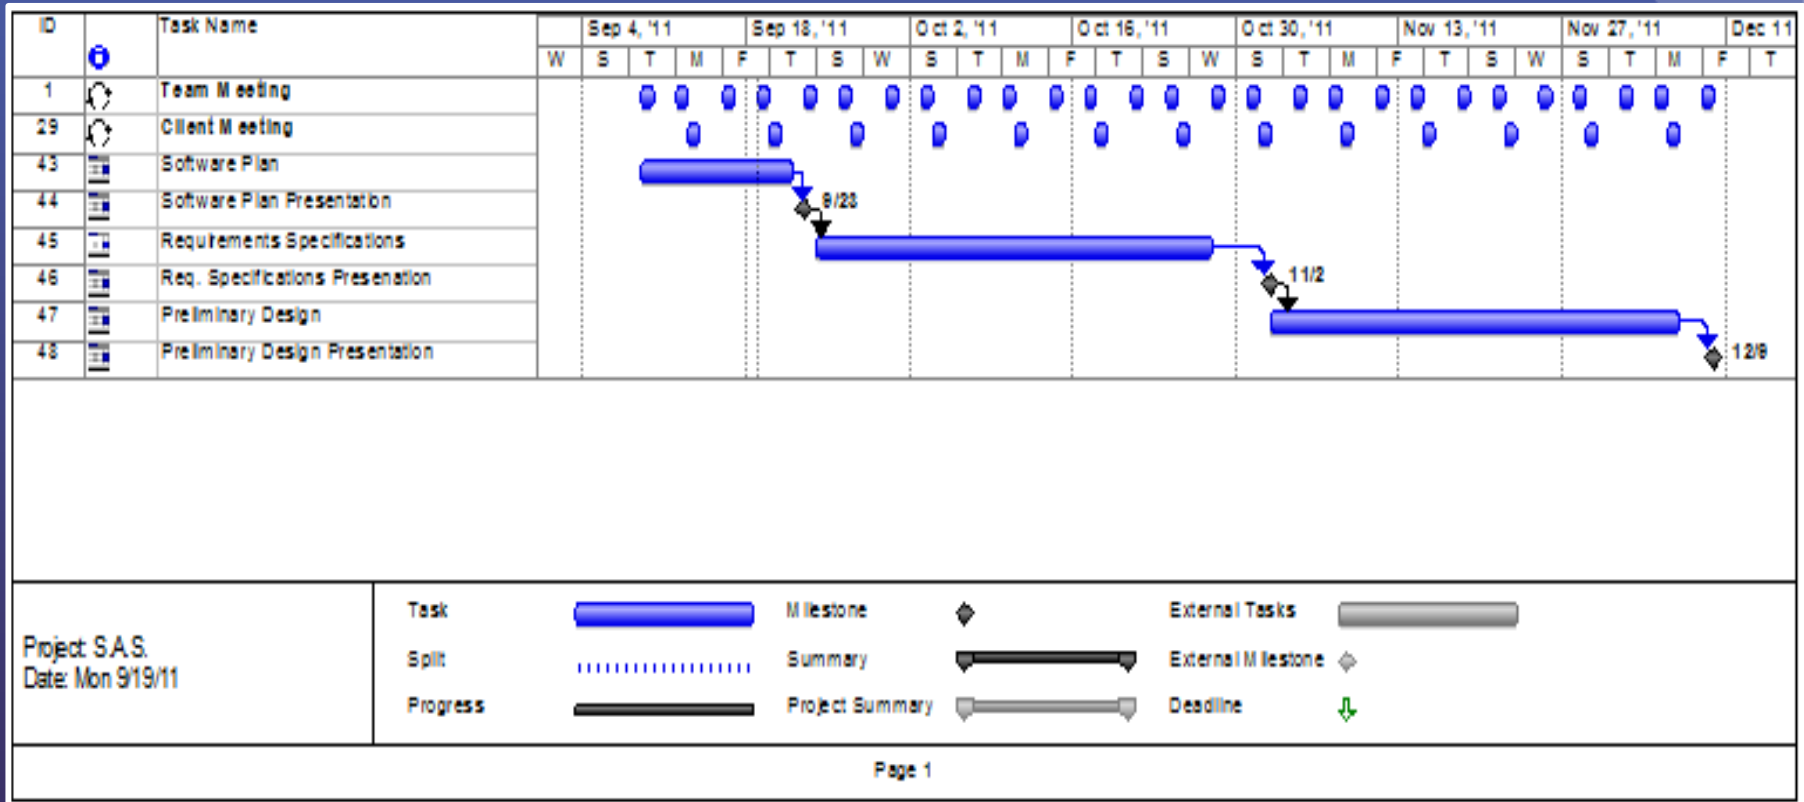 ID Task Name Sep 4, '11 Sep 18, '11 Oct 2, '11 Oct 16, '11 Oct 30, '11 Nov 13, '11 Nov 27, '11 Dec 11
W S T M F T S W S T M F T S W S T M F T S W S T M F T
1 Team Meeting
29 Client Meeting
43 Software Plan
44 Software Plan Presentation 9/23
45 Requirements Specifications
46 Req. Specifications Presenation 11/2
47 Preliminary Design
48 Preliminary Design Presentation 12/9
Project: S.A.S.
Date: Mon 9/19/11
Task Milestone External Tasks
Split Summary External Milestone
Progress Project Summary Deadline
Page 1